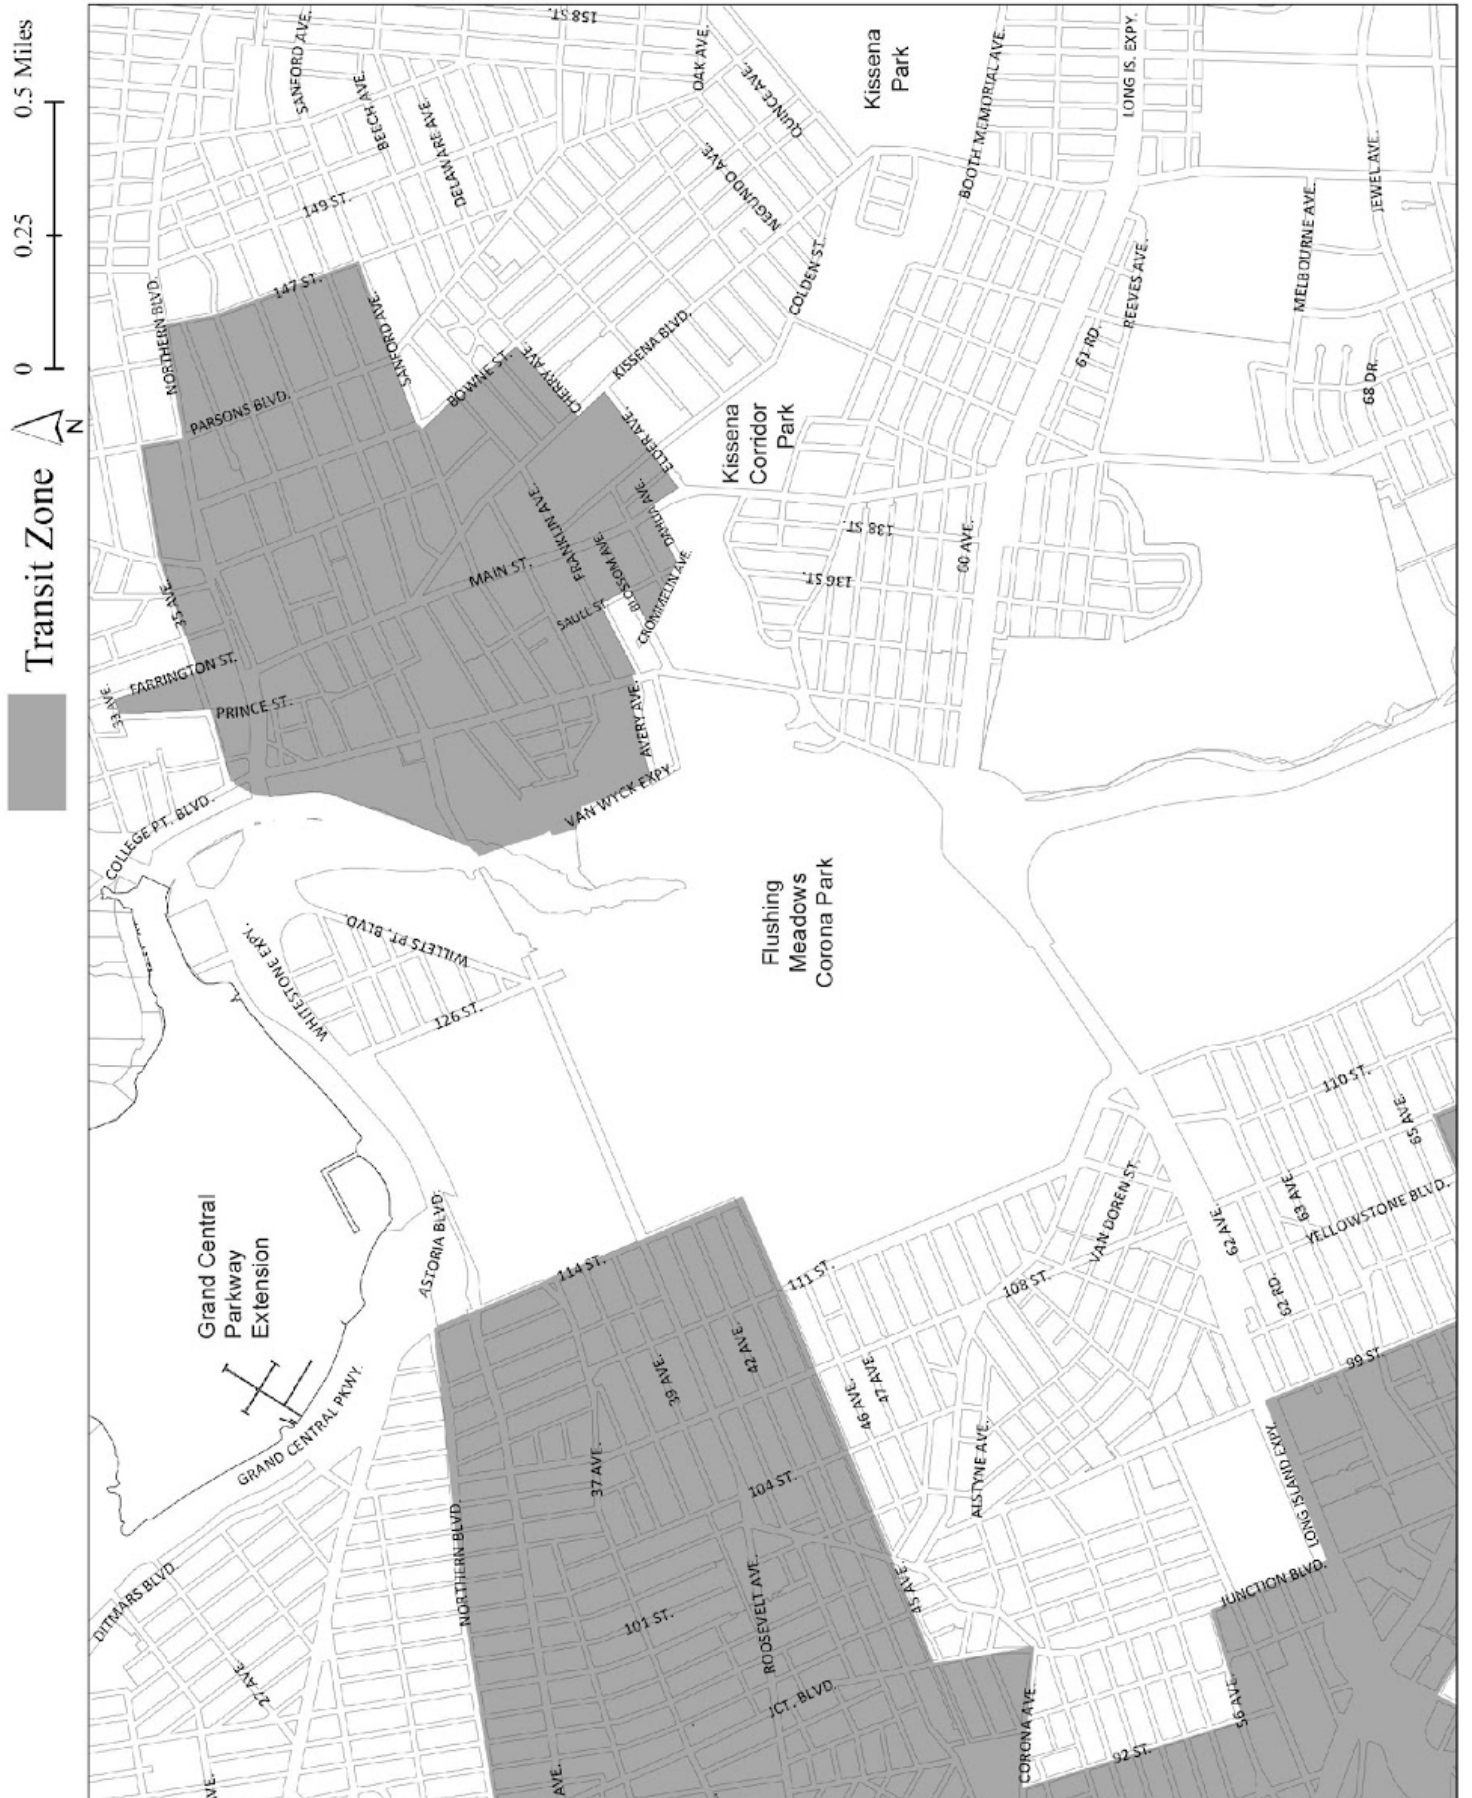 Transit Zone
N
0 0.25 0.5 Miles
158 ST.
SANFORD AVE.
BEECH AVE.
DELAWARE AVE.
149 ST.
OAK AVE.
QUINCE AVE.
NEGUNDO AVE.
Kissena
Park
BOOTH MEMORIAL AVE.
LONG IS. EXPY.
JEWEL AVE.
MELBOURNE AVE.
REEVES AVE.
COLDEN ST.
61 RD.
68 DR.
NORTHERN BLVD.
147 ST.
SANFORD AVE.
PARSONS BLVD.
BOWNE ST.
CHERRY AVE.
KISSENA BLVD.
ELDER AVE.
Kissena
Corridor
Park
DAHLIA AVE.
FRANKLIN AVE.
BLOSSOM AVE.
MAIN ST.
SAULL ST.
CROMMELIN AVE.
138 ST.
136 ST.
60 AVE.
35 AVE.
FARRINGTON ST.
33 AVE.
PRINCE ST.
AVERY AVE.
VAN WYCK EXPY.
COLLEGE PT. BLVD.
WHITESTONE EXPY.
WILLETS PT. BLVD.
126 ST.
Flushing
Meadows
Corona Park
Grand Central
Parkway
Extension
ASTORIA BLVD.
GRAND CENTRAL PKWY.
114 ST.
111 ST.
108 ST.
VAN DOREN ST.
110 ST.
65 AVE.
63 AVE.
YELLOWSTONE BLVD.
62 AVE.
62 RD.
99 ST.
42 AVE.
39 AVE.
46 AVE.
47 AVE.
ALSTYNE AVE.
37 AVE.
104 ST.
NORTHERN BLVD.
DITMARS BLVD.
27 AVE.
101 ST.
ROOSEVELT AVE.
JCT. BLVD.
45 AVE.
LONG ISLAND EXPY.
JUNCTION BLVD.
CORONA AVE.
56 AVE.
92 ST.
VE.
AVE.